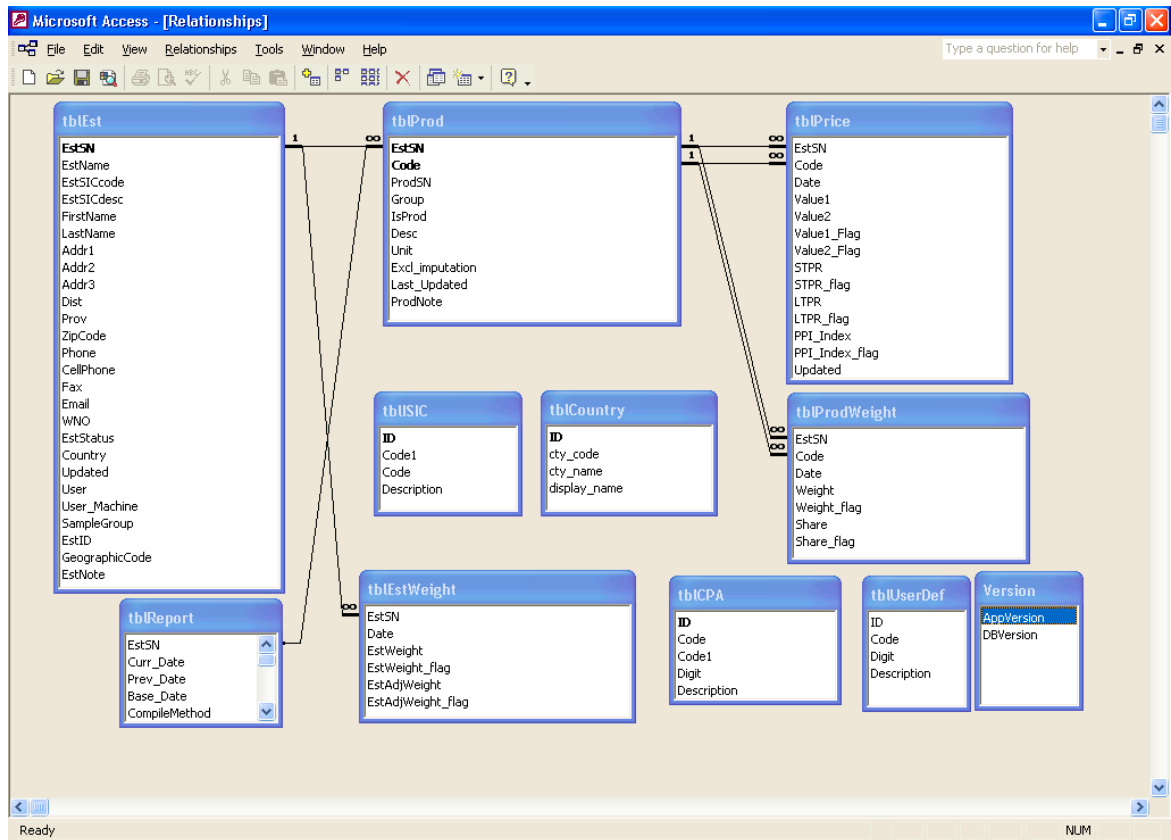 Microsoft Access - [Relationships]
File Edit View Relationships Tools Window Help
Type a question for help
tblEst
EstSN
EstName
EstSICcode
EstSICdesc
FirstName
LastName
Addr1
Addr2
Addr3
Dist
Prov
ZipCode
Phone
CellPhone
Fax
Email
WNO
EstStatus
Country
Updated
User
User_Machine
SampleGroup
EstID
GeographicCode
EstNote
1
∞
tblProd
EstSN
Code
ProdSN
Group
IsProd
Desc
Unit
Excl_imputation
Last_Updated
ProdNote
1
1
∞
∞
tblPrice
EstSN
Code
Date
Value1
Value2
Value1_Flag
Value2_Flag
STPR
STPR_flag
LTPR
LTPR_flag
PPI_Index
PPI_Index_flag
Updated
tblISIC
ID
Code1
Code
Description
tblCountry
ID
cty_code
cty_name
display_name
∞
∞
tblProdWeight
EstSN
Code
Date
Weight
Weight_flag
Share
Share_flag
tblReport
EstSN
Curr_Date
Prev_Date
Base_Date
CompileMethod
∞
tblEstWeight
EstSN
Date
EstWeight
EstWeight_flag
EstAdjWeight
EstAdjWeight_flag
tblCPA
ID
Code
Code1
Digit
Description
tblUserDef
ID
Code
Digit
Description
Version
AppVersion
DBVersion
Ready
NUM